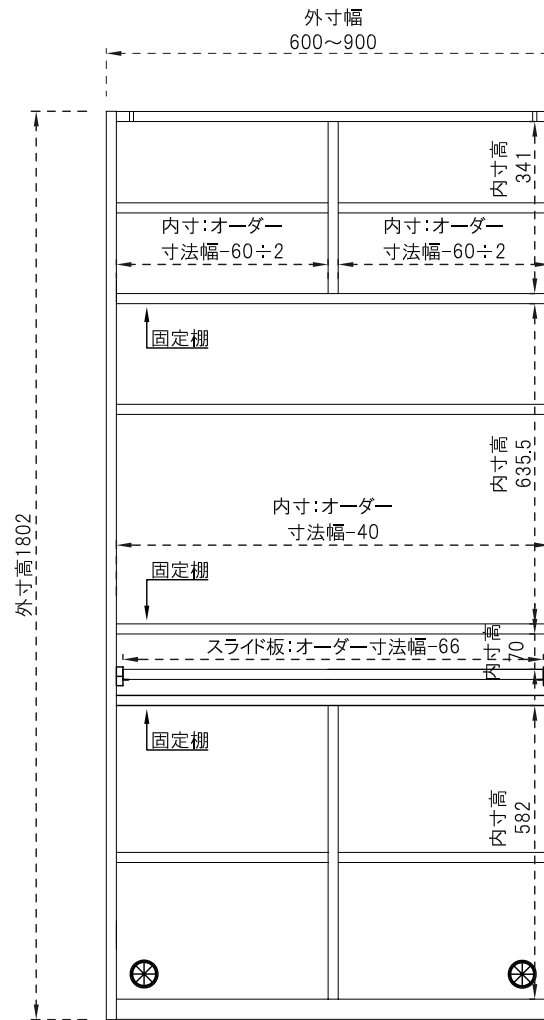 外寸幅
600～900
内寸高
341
内寸：オーダー
寸法幅-60÷2
内寸：オーダー
寸法幅-60÷2
固定棚
内寸高
635.5
内寸：オーダー
寸法幅-40
外寸高1802
固定棚
スライド板：オーダー寸法幅-66
内寸高
70
固定棚
内寸高
582